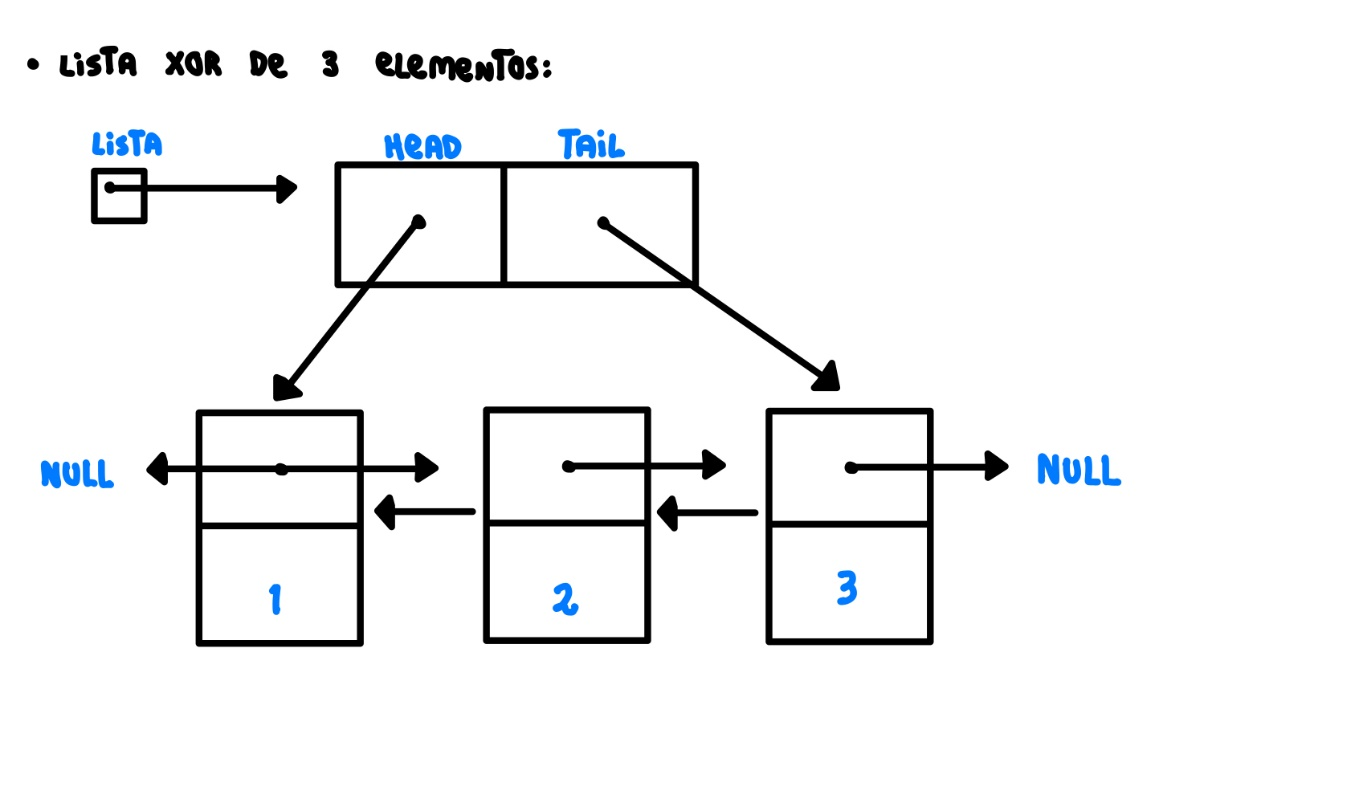 • LISTA XOR DE 3 ELEMENTOS:
LISTA HEAD TAIL
NULL NULL
1 2 3